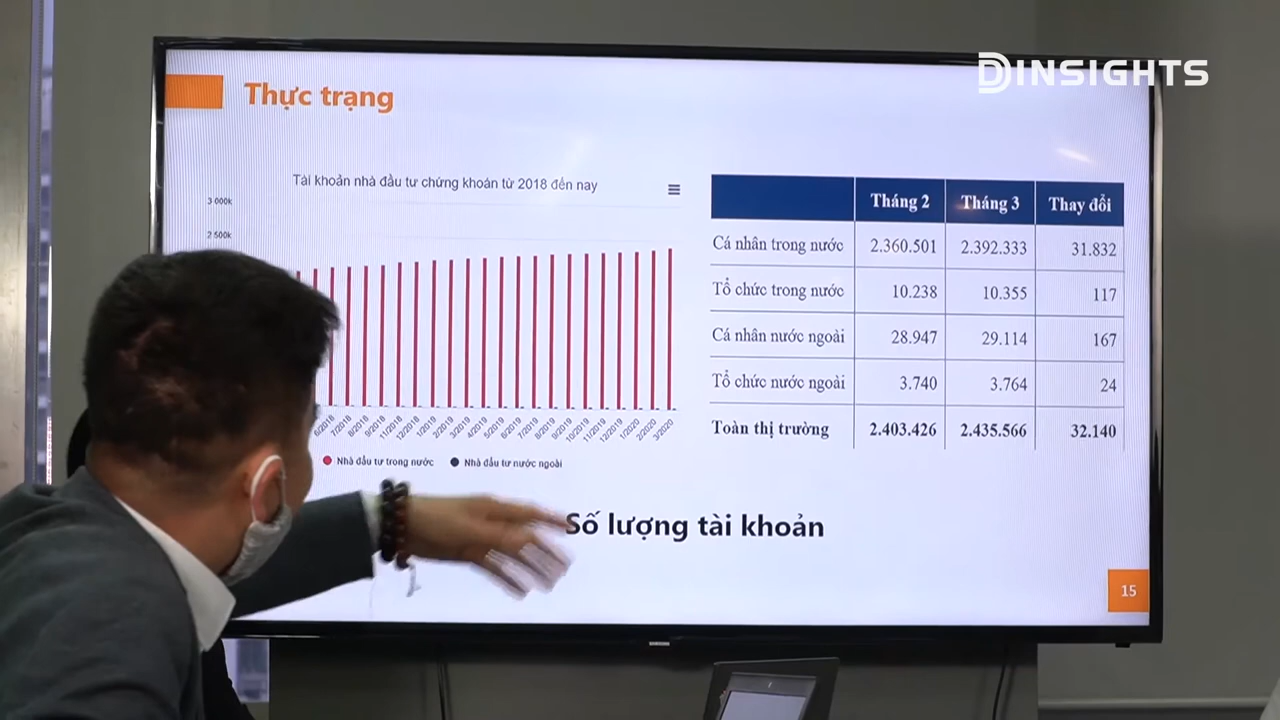 DINSIGHTS
Thực trạng
Tài khoản nhà đầu tư chứng khoán từ 2018 đến nay
3 000k
2 500k
6/2018 7/2018 8/2018 9/2018 11/2018 12/2018 1/2019 2/2019 3/2019 4/2019 5/2019 6/2019 7/2019 8/2019 9/2019 10/2019 11/2019 12/2019 1/2020 2/2020 3/2020
Nhà đầu tư trong nước Nhà đầu tư nước ngoài
Tháng 2 Tháng 3 Thay đổi
Cá nhân trong nước 2.360.501 2.392.333 31.832
Tổ chức trong nước 10.238 10.355 117
Cá nhân nước ngoài 28.947 29.114 167
Tổ chức nước ngoài 3.740 3.764 24
Toàn thị trường 2.403.426 2.435.566 32.140
Số lượng tài khoản
15